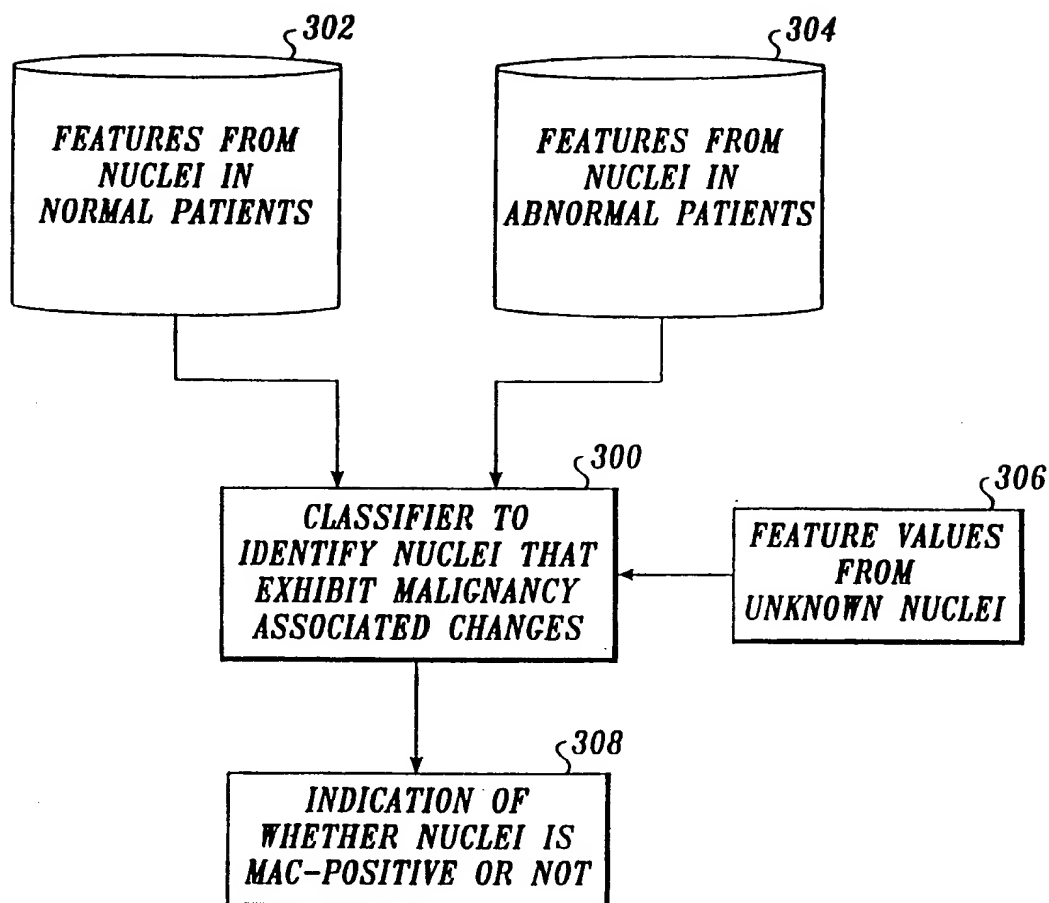 302
FEATURES FROM
NUCLEI IN
NORMAL PATIENTS
304
FEATURES FROM
NUCLEI IN
ABNORMAL PATIENTS
300
CLASSIFIER TO
IDENTIFY NUCLEI THAT
EXHIBIT MALIGNANCY
ASSOCIATED CHANGES
306
FEATURE VALUES
FROM
UNKNOWN NUCLEI
308
INDICATION OF
WHETHER NUCLEI IS
MAC-POSITIVE OR NOT